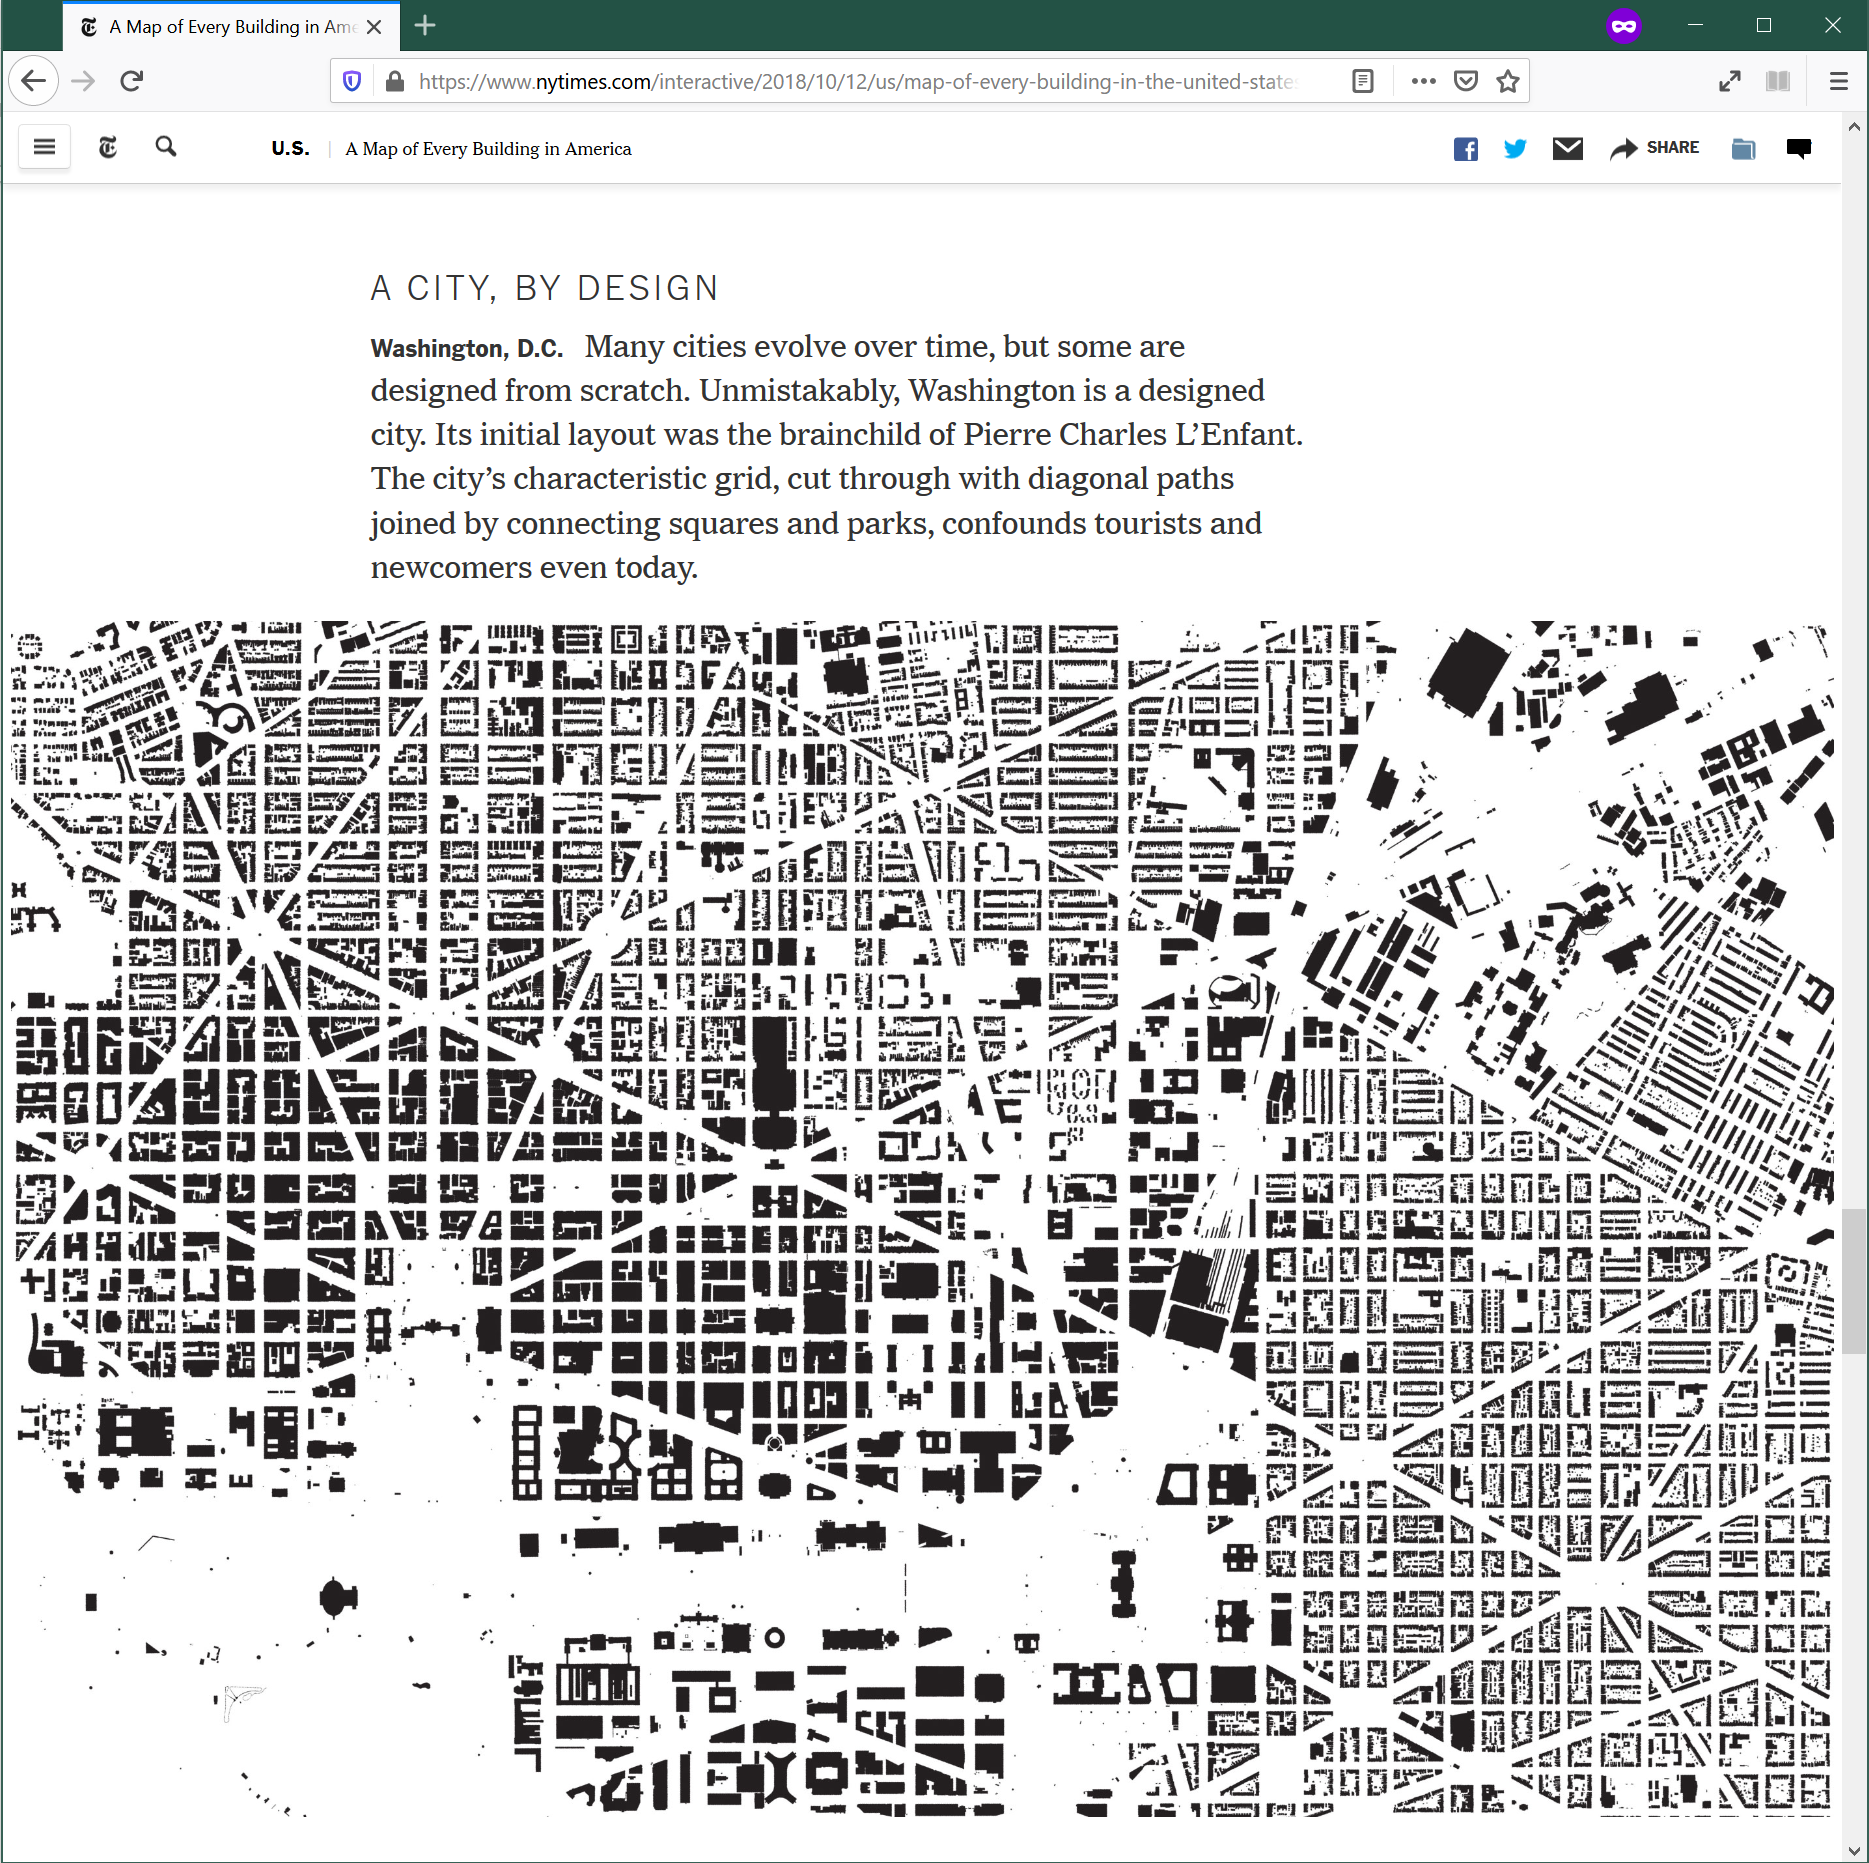 A Map of Every Building in Ame
https://www.nytimes.com/interactive/2018/10/12/us/map-of-every-building-in-the-united-states
U.S. | A Map of Every Building in America
SHARE
A CITY, BY DESIGN
Washington, D.C. Many cities evolve over time, but some are
designed from scratch. Unmistakably, Washington is a designed
city. Its initial layout was the brainchild of Pierre Charles L’Enfant.
The city’s characteristic grid, cut through with diagonal paths
joined by connecting squares and parks, confounds tourists and
newcomers even today.